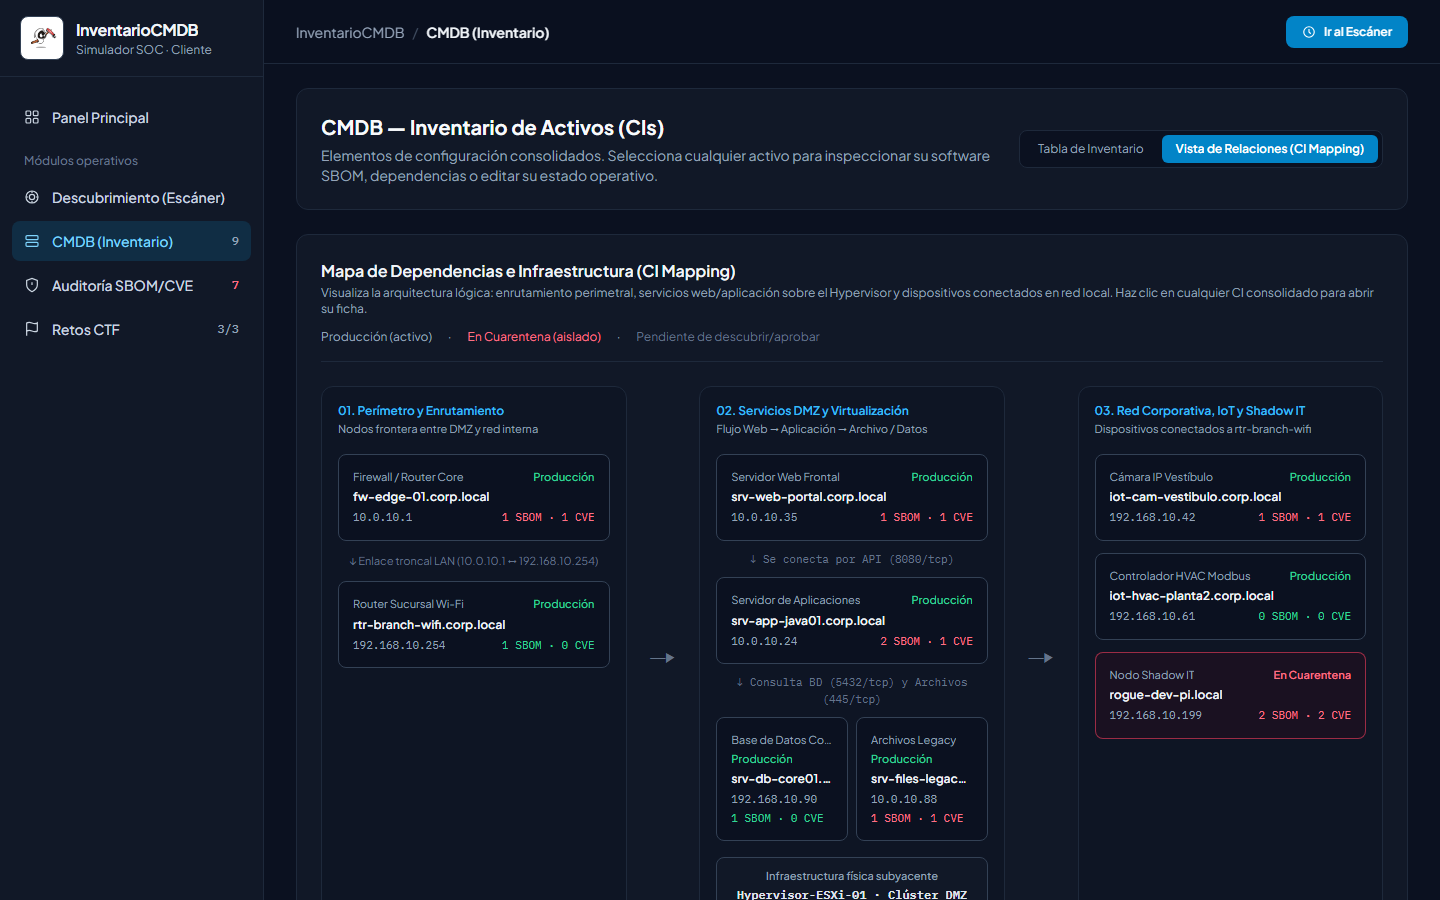 InventarioCMDB
Simulador SOC · Cliente
Panel Principal
Módulos operativos
Descubrimiento (Escáner)
CMDB (Inventario) 9
Auditoría SBOM/CVE 7
Retos CTF 3/3
InventarioCMDB / CMDB (Inventario)
Ir al Escáner
CMDB — Inventario de Activos (CIs)
Elementos de configuración consolidados. Selecciona cualquier activo para inspeccionar su software
SBOM, dependencias o editar su estado operativo.
Tabla de Inventario
Vista de Relaciones (CI Mapping)
Mapa de Dependencias e Infraestructura (CI Mapping)
Visualiza la arquitectura lógica: enrutamiento perimetral, servicios web/aplicación sobre el Hypervisor y dispositivos conectados en red local. Haz clic en cualquier CI consolidado para abrir
su ficha.
Producción (activo) · En Cuarentena (aislado) · Pendiente de descubrir/aprobar
01. Perímetro y Enrutamiento
Nodos frontera entre DMZ y red interna
Firewall / Router Core Producción
fw-edge-01.corp.local
10.0.10.1 1 SBOM · 1 CVE
↓ Enlace troncal LAN (10.0.10.1 ↔ 192.168.10.254)
Router Sucursal Wi-Fi Producción
rtr-branch-wifi.corp.local
192.168.10.254 1 SBOM · 0 CVE
02. Servicios DMZ y Virtualización
Flujo Web → Aplicación → Archivo / Datos
Servidor Web Frontal Producción
srv-web-portal.corp.local
10.0.10.35 1 SBOM · 1 CVE
↓ Se conecta por API (8080/tcp)
Servidor de Aplicaciones Producción
srv-app-java01.corp.local
10.0.10.24 2 SBOM · 1 CVE
↓ Consulta BD (5432/tcp) y Archivos
(445/tcp)
Base de Datos Co...
Producción
srv-db-core01....
192.168.10.90
1 SBOM · 0 CVE
Archivos Legacy
Producción
srv-files-legac...
10.0.10.88
1 SBOM · 1 CVE
Infraestructura física subyacente
Hypervisor-ESXi-01 · Clúster DMZ
03. Red Corporativa, IoT y Shadow IT
Dispositivos conectados a rtr-branch-wifi
Cámara IP Vestíbulo Producción
iot-cam-vestibulo.corp.local
192.168.10.42 1 SBOM · 1 CVE
Controlador HVAC Modbus Producción
iot-hvac-planta2.corp.local
192.168.10.61 0 SBOM · 0 CVE
Nodo Shadow IT En Cuarentena
rogue-dev-pi.local
192.168.10.199 2 SBOM · 2 CVE